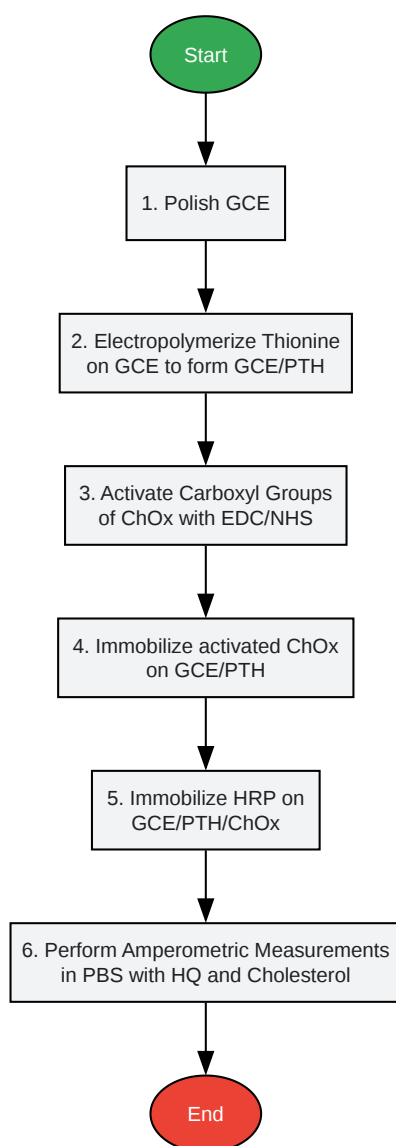 Start
1. Polish GCE
2. Electropolymerize Thionine
on GCE to form GCE/PTH
3. Activate Carboxyl Groups
of ChOx with EDC/NHS
4. Immobilize activated ChOx
on GCE/PTH
5. Immobilize HRP on
GCE/PTH/ChOx
6. Perform Amperometric Measurements
in PBS with HQ and Cholesterol
End